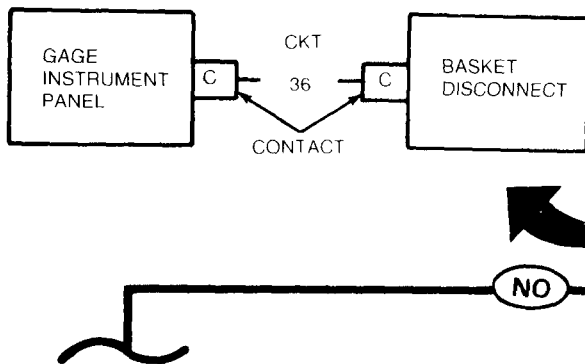 GAGE
INSTRUMENT
PANEL
C
CKT
36
C
BASKET
DISCONNECT
CONTACT
NO